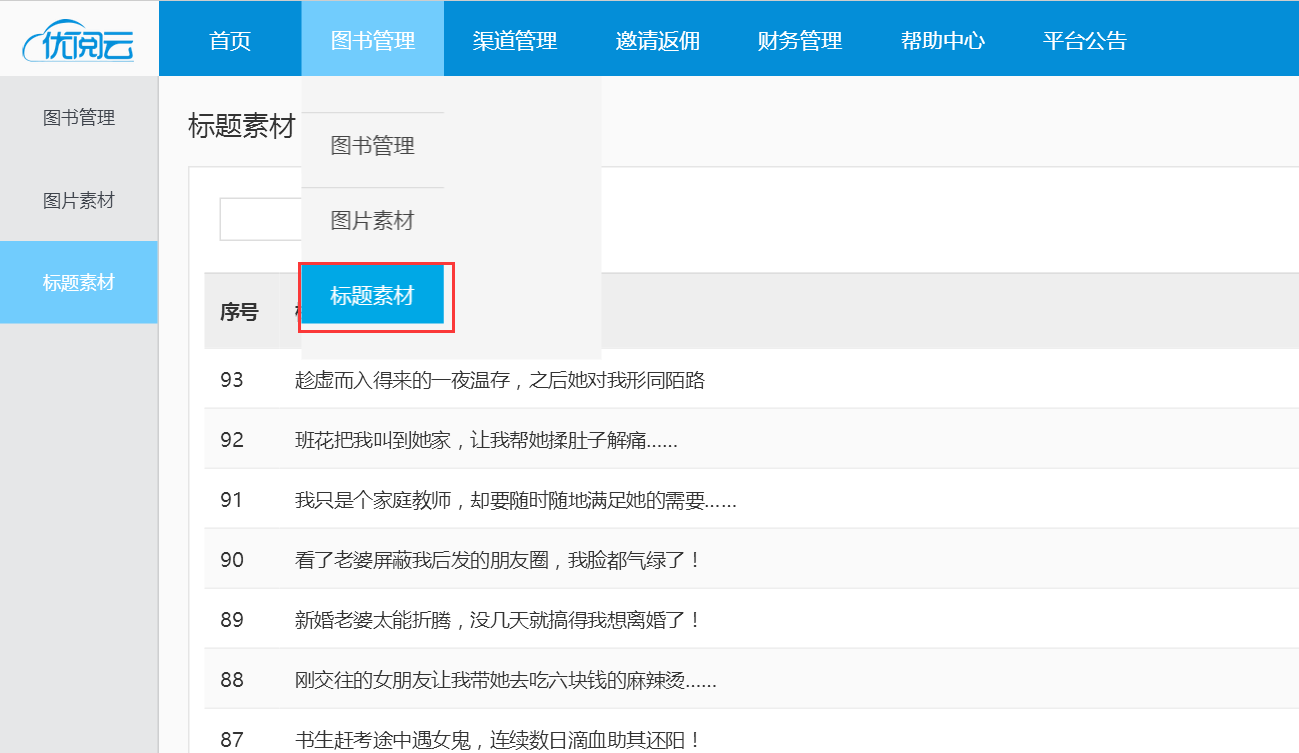 优阅云
首页 图书管理 渠道管理 邀请返佣 财务管理 帮助中心 平台公告
图书管理
图片素材
标题素材
标题素材
图书管理
图片素材
标题素材
序号
93 趁虚而入得来的一夜温存，之后她对我形同陌路
92 班花把我叫到她家，让我帮她揉肚子解痛......
91 我只是个家庭教师，却要随时随地满足她的需要......
90 看了老婆屏蔽我后发的朋友圈，我脸都气绿了！
89 新婚老婆太能折腾，没几天就搞得我想离婚了！
88 刚交往的女朋友让我带她去吃六块钱的麻辣烫......
87 书生赶考途中遇女鬼，连续数日滴血助其还阳！